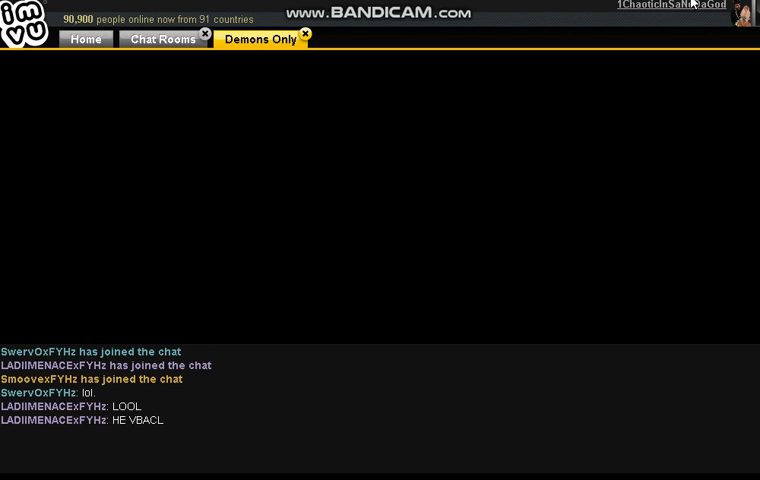 imvu
90,900 people online now from 91 countries
WWW.BANDICAM.COM
Home
Chat Rooms
Demons Only
SwervOxFYHz has joined the chat
LADIIMENACExFYHz has joined the chat
SmoovexFYHz has joined the chat
SwervOxFYHz: lol.
LADIIMENACExFYHz: LOOL
LADIIMENACExFYHz: HE VBACL